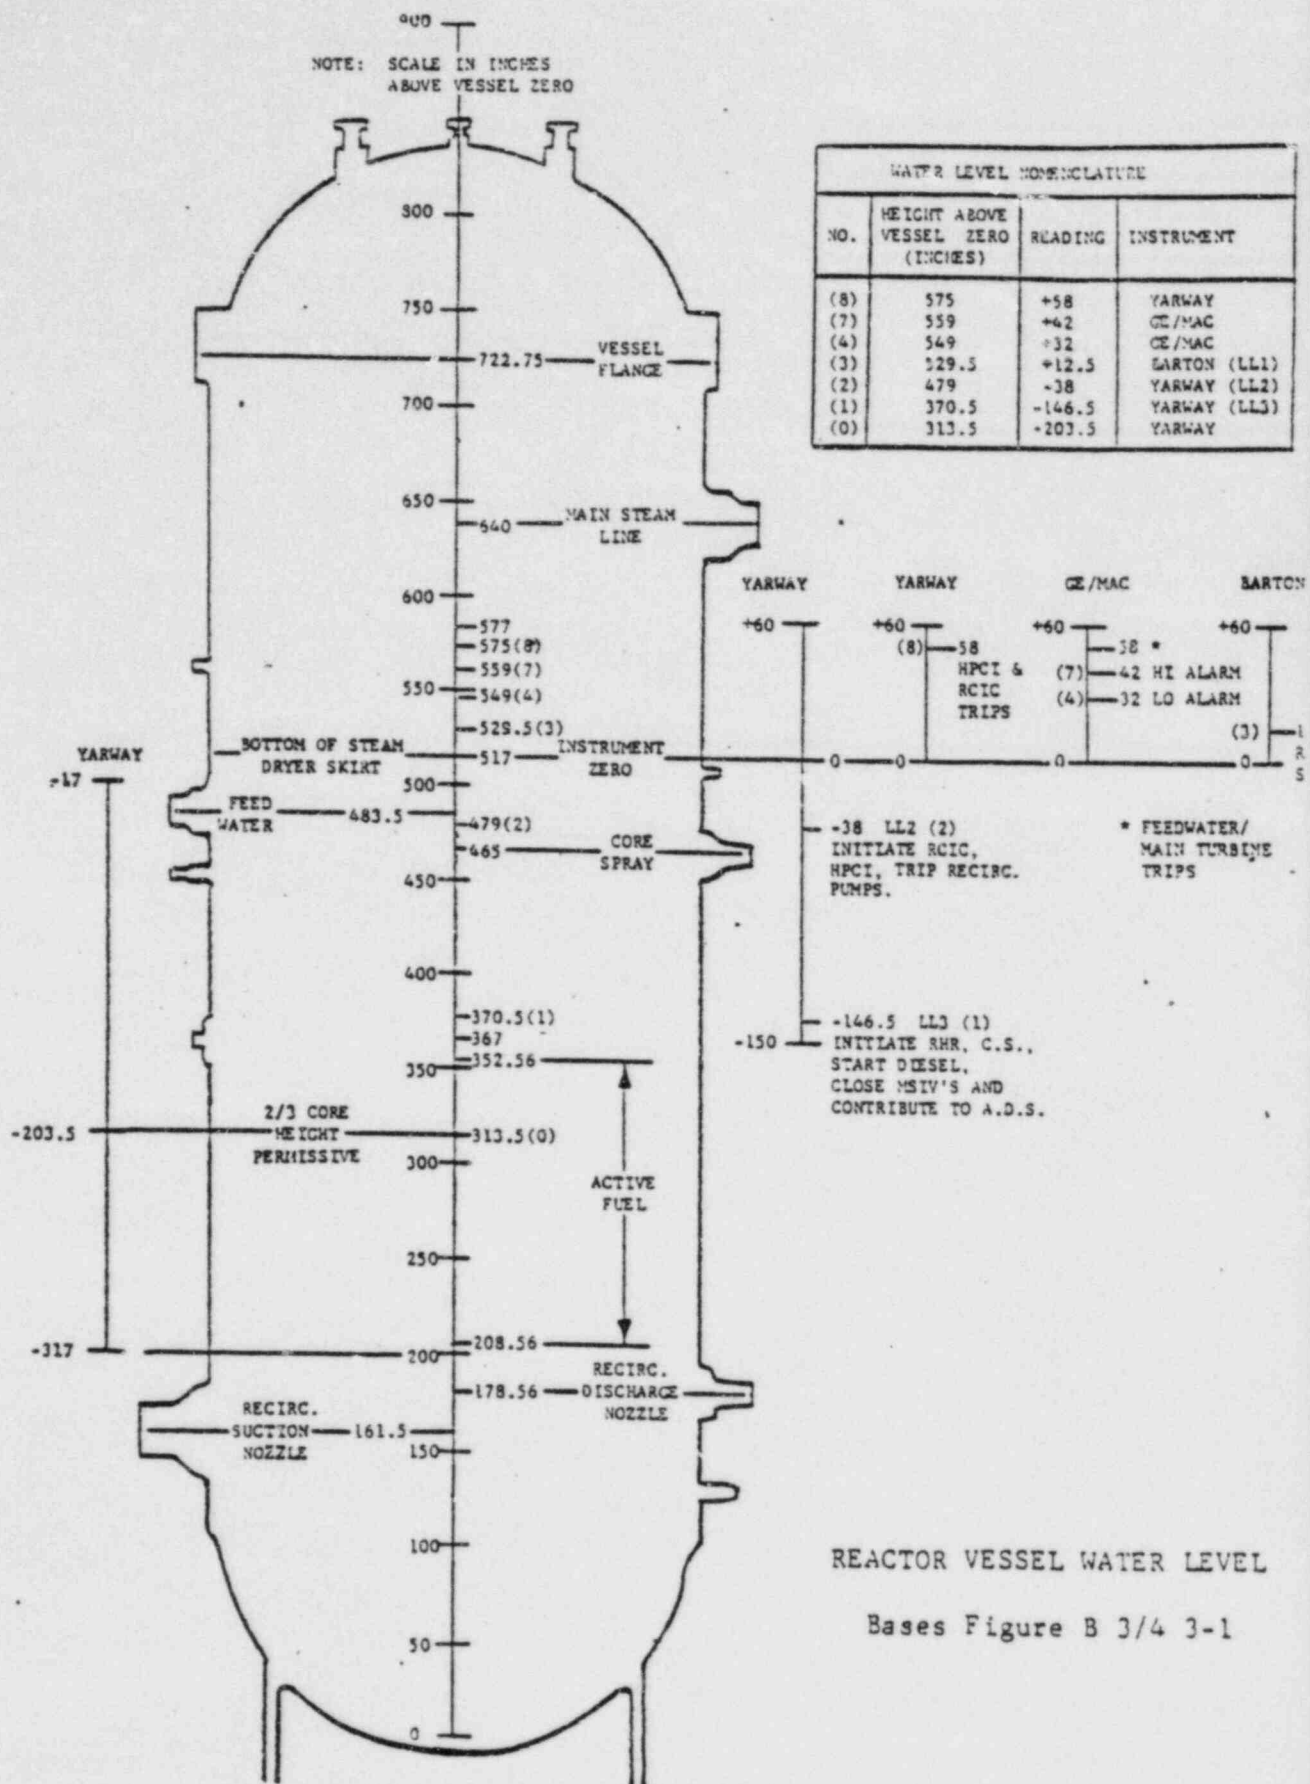 900
NOTE: SCALE IN INCHES
ABOVE VESSEL ZERO
WATER LEVEL NOMENCLATURE
NO. HEIGHT ABOVE VESSEL ZERO (INCHES) READING INSTRUMENT
(8) 575 +58 YARWAY
(7) 559 +42 GE/MAC
(4) 549 +32 GE/MAC
(3) 529.5 +12.5 BARTON (LL1)
(2) 479 -38 YARWAY (LL2)
(1) 370.5 -146.5 YARWAY (LL3)
(0) 313.5 -203.5 YARWAY
800
750
722.75
VESSEL
FLANGE
700
650
640
MAIN STEAM
LINE
600
577
575(8)
559(7)
550
549(4)
529.5(3)
BOTTOM OF STEAM
DRYER SKIRT
517
INSTRUMENT
ZERO
500
FEED
WATER
483.5
479(2)
465
CORE
SPRAY
450
400
370.5(1)
367
352.56
350
2/3 CORE
HEIGHT
PERMISSIVE
313.5(0)
300
ACTIVE
FUEL
250
208.56
200
RECIRC.
DISCHARGE
NOZZLE
178.56
RECIRC.
SUCTION
NOZZLE
161.5
150
100
50
0
YARWAY
-17
-203.5
-317
YARWAY
+60
0
-38 LL2 (2)
INITIATE RCIC,
HPCI, TRIP RECIRC.
PUMPS.
-146.5 LL3 (1)
-150
INITIATE RHR, C.S.,
START DIESEL,
CLOSE MSIV'S AND
CONTRIBUTE TO A.D.S.
YARWAY
+60
(8) 58
HPCI &
RCIC
TRIPS
0
GE/MAC
+60
58 *
(7) 42 HI ALARM
(4) 32 LO ALARM
0
BARTON
+60
(3)
0
* FEEDWATER/
MAIN TURBINE
TRIPS
REACTOR VESSEL WATER LEVEL
Bases Figure B 3/4 3-1